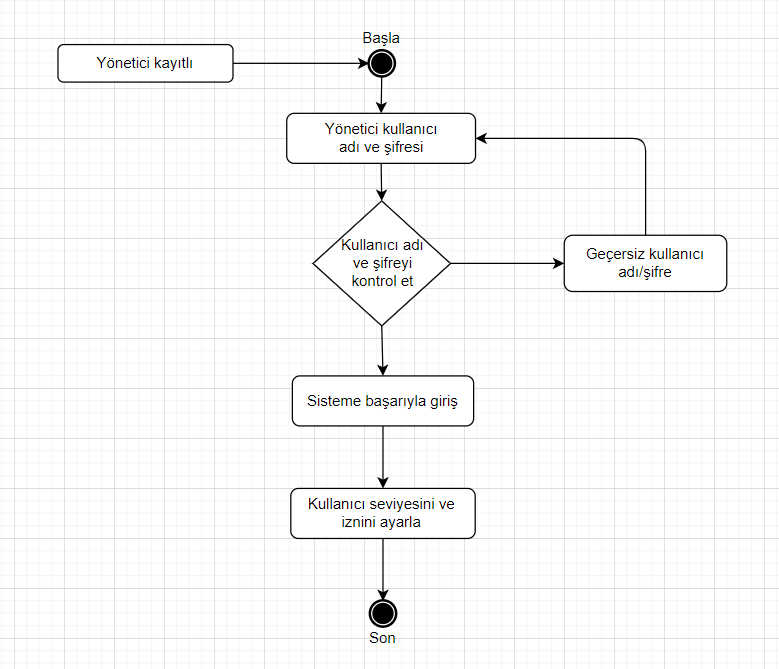 Başla
Yönetici kayıtlı
Yönetici kullanıcı
adı ve şifresi
Kullanıcı adı
ve şifreyi
kontrol et
Geçersiz kullanıcı
adı/şifre
Sisteme başarıyla giriş
Kullanıcı seviyesini ve
iznini ayarla
Son